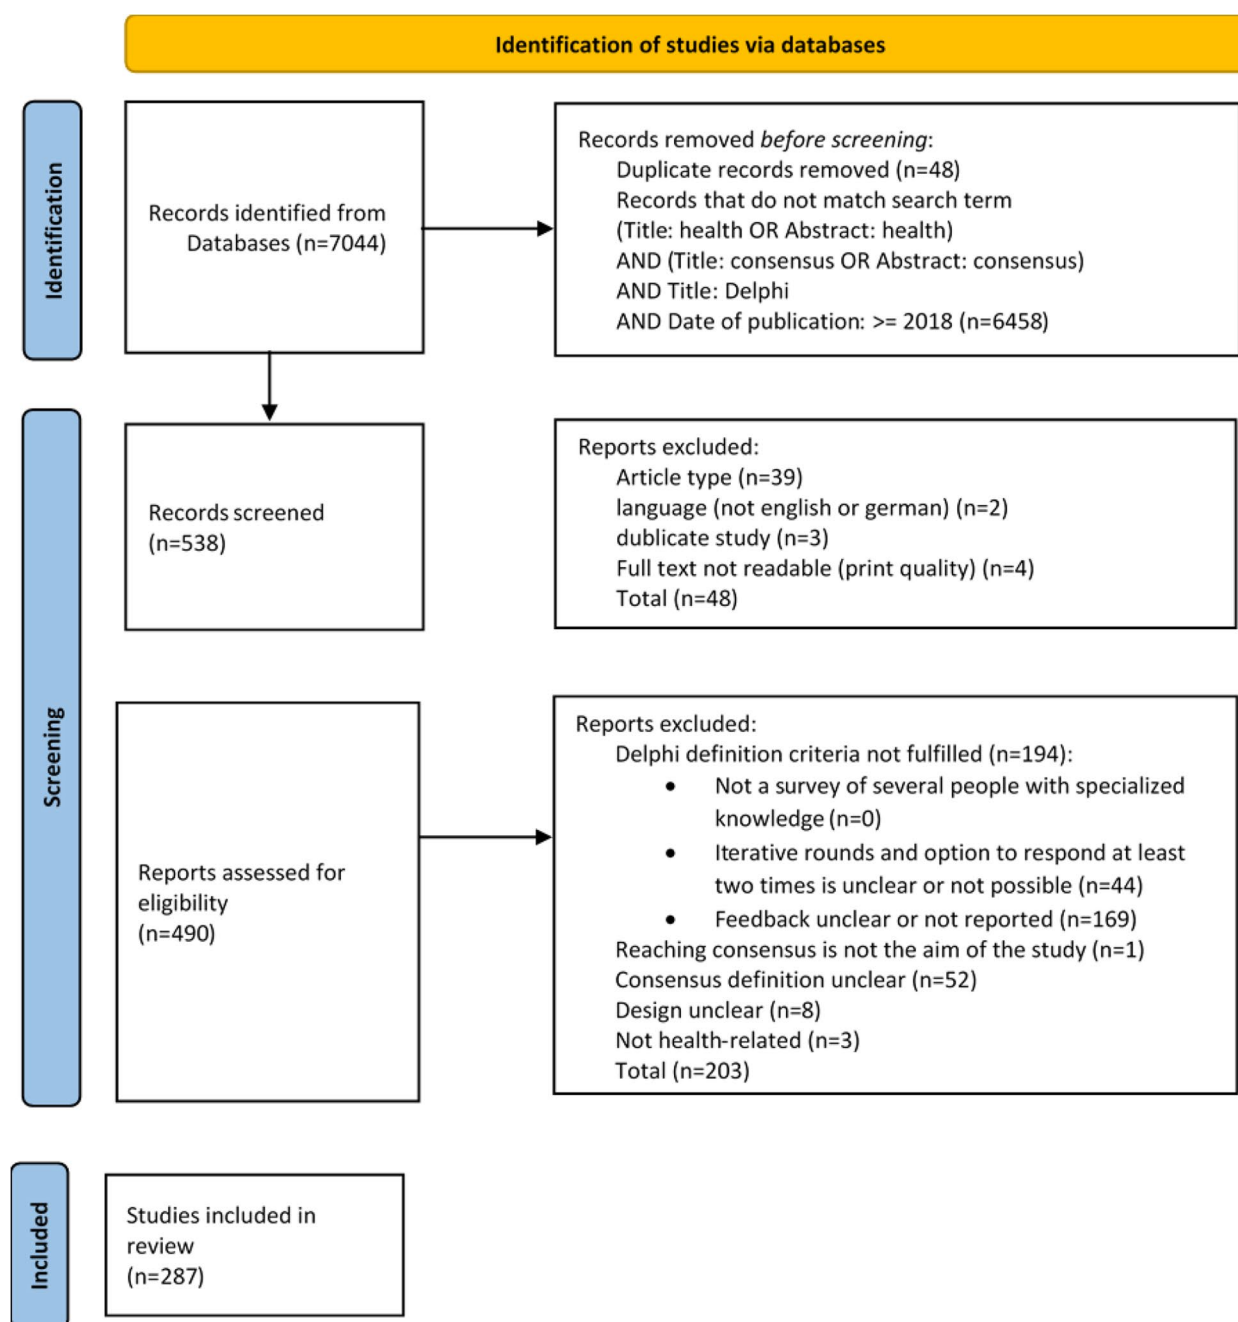 Identification of studies via databases
Identification
Records identified from
Databases (n=7044)
Records removed before screening:
Duplicate records removed (n=48)
Records that do not match search term
(Title: health OR Abstract: health)
AND (Title: consensus OR Abstract: consensus)
AND Title: Delphi
AND Date of publication: >= 2018 (n=6458)
Screening
Records screened
(n=538)
Reports excluded:
Article type (n=39)
language (not english or german) (n=2)
dublicate study (n=3)
Full text not readable (print quality) (n=4)
Total (n=48)
Reports assessed for
eligibility
(n=490)
Reports excluded:
Delphi definition criteria not fulfilled (n=194):
• Not a survey of several people with specialized
knowledge (n=0)
• Iterative rounds and option to respond at least
two times is unclear or not possible (n=44)
• Feedback unclear or not reported (n=169)
Reaching consensus is not the aim of the study (n=1)
Consensus definition unclear (n=52)
Design unclear (n=8)
Not health-related (n=3)
Total (n=203)
Included
Studies included in
review
(n=287)